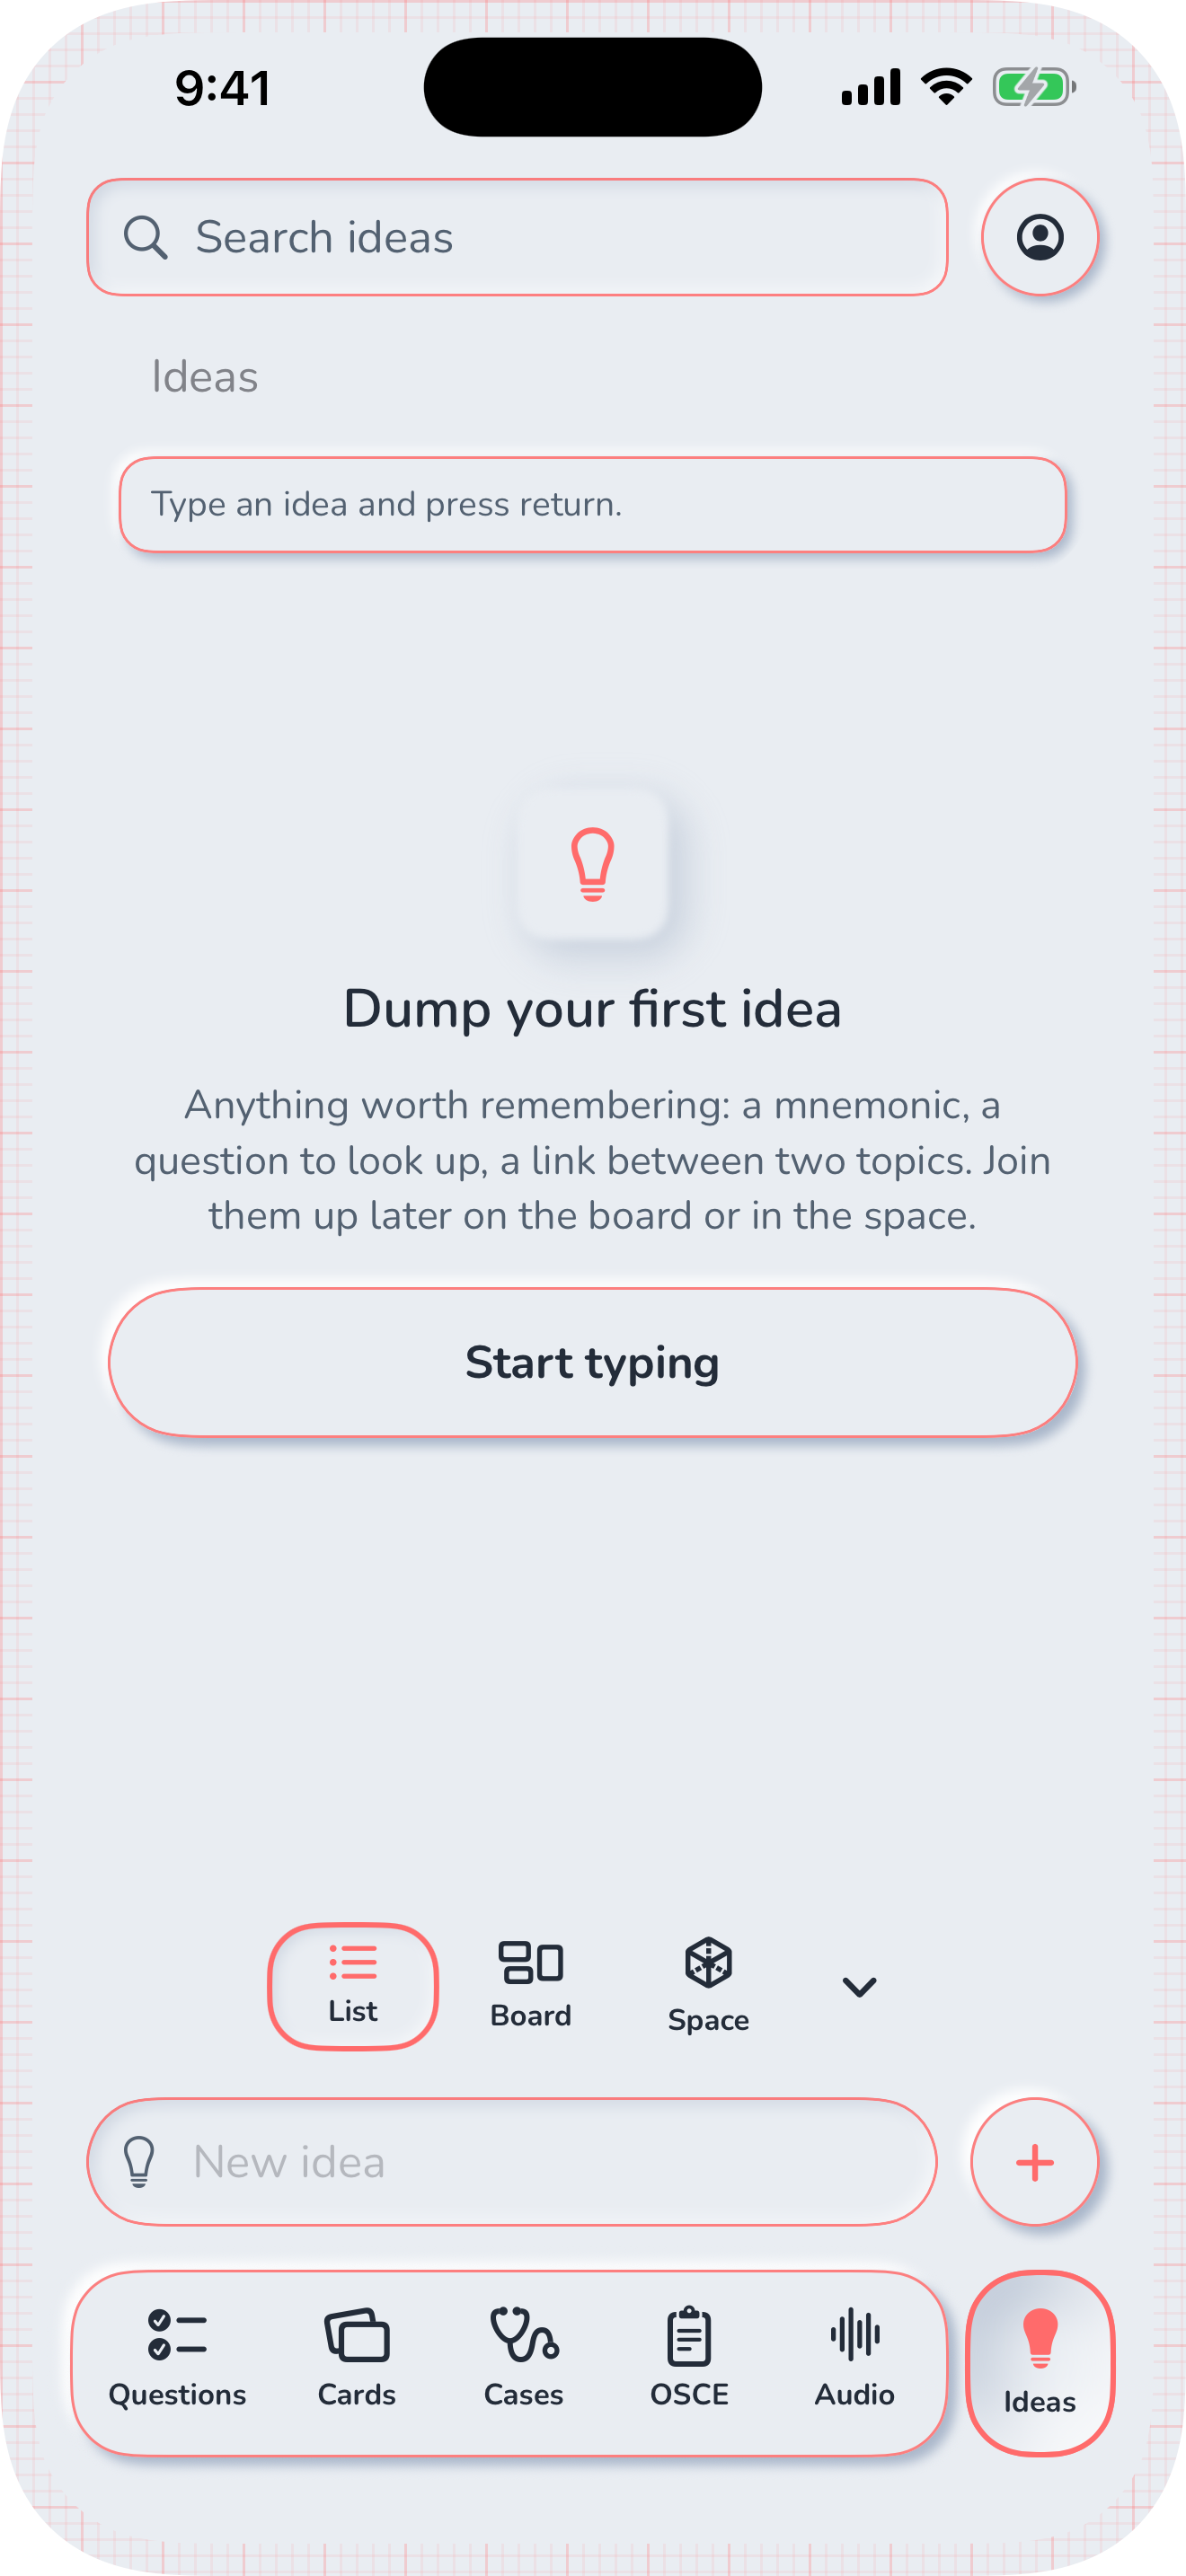 9:41
Search ideas
Ideas
Type an idea and press return.
Dump your first idea
Anything worth remembering: a mnemonic, a
question to look up, a link between two topics. Join
them up later on the board or in the space.
Start typing
List
Board
Space
New idea
Questions
Cards
Cases
OSCE
Audio
Ideas